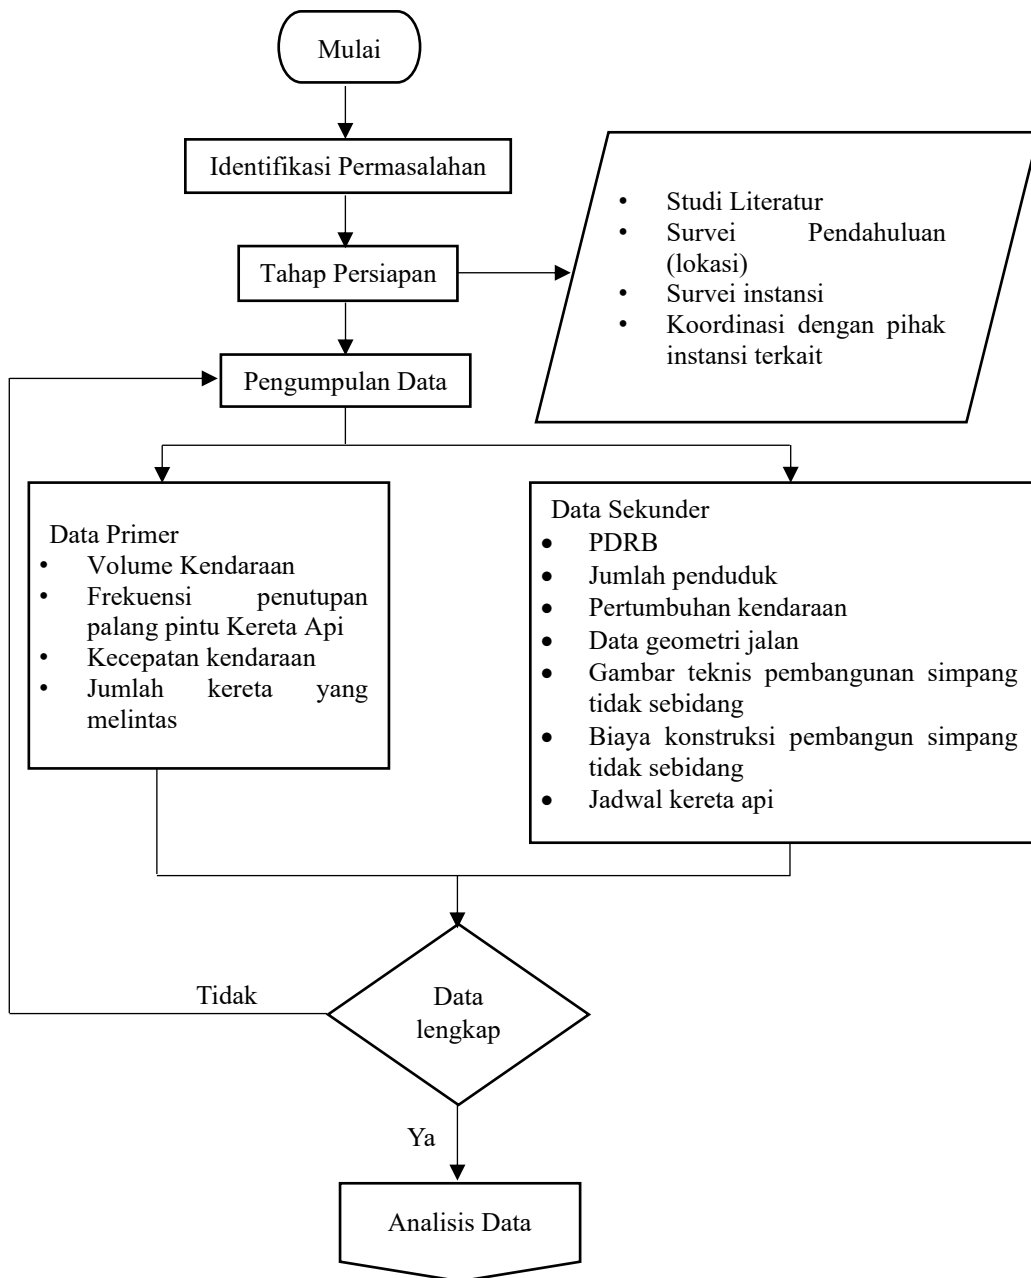 Mulai
Identifikasi Permasalahan
Tahap Persiapan
• Studi Literatur
• Survei Pendahuluan
(lokasi)
• Survei instansi
• Koordinasi dengan pihak
instansi terkait
Pengumpulan Data
Data Primer
• Volume Kendaraan
• Frekuensi penutupan
palang pintu Kereta Api
• Kecepatan kendaraan
• Jumlah kereta yang
melintas
Data Sekunder
• PDRB
• Jumlah penduduk
• Pertumbuhan kendaraan
• Data geometri jalan
• Gambar teknis pembangunan simpang
tidak sebidang
• Biaya konstruksi pembangun simpang
tidak sebidang
• Jadwal kereta api
Tidak
Data
lengkap
Ya
Analisis Data